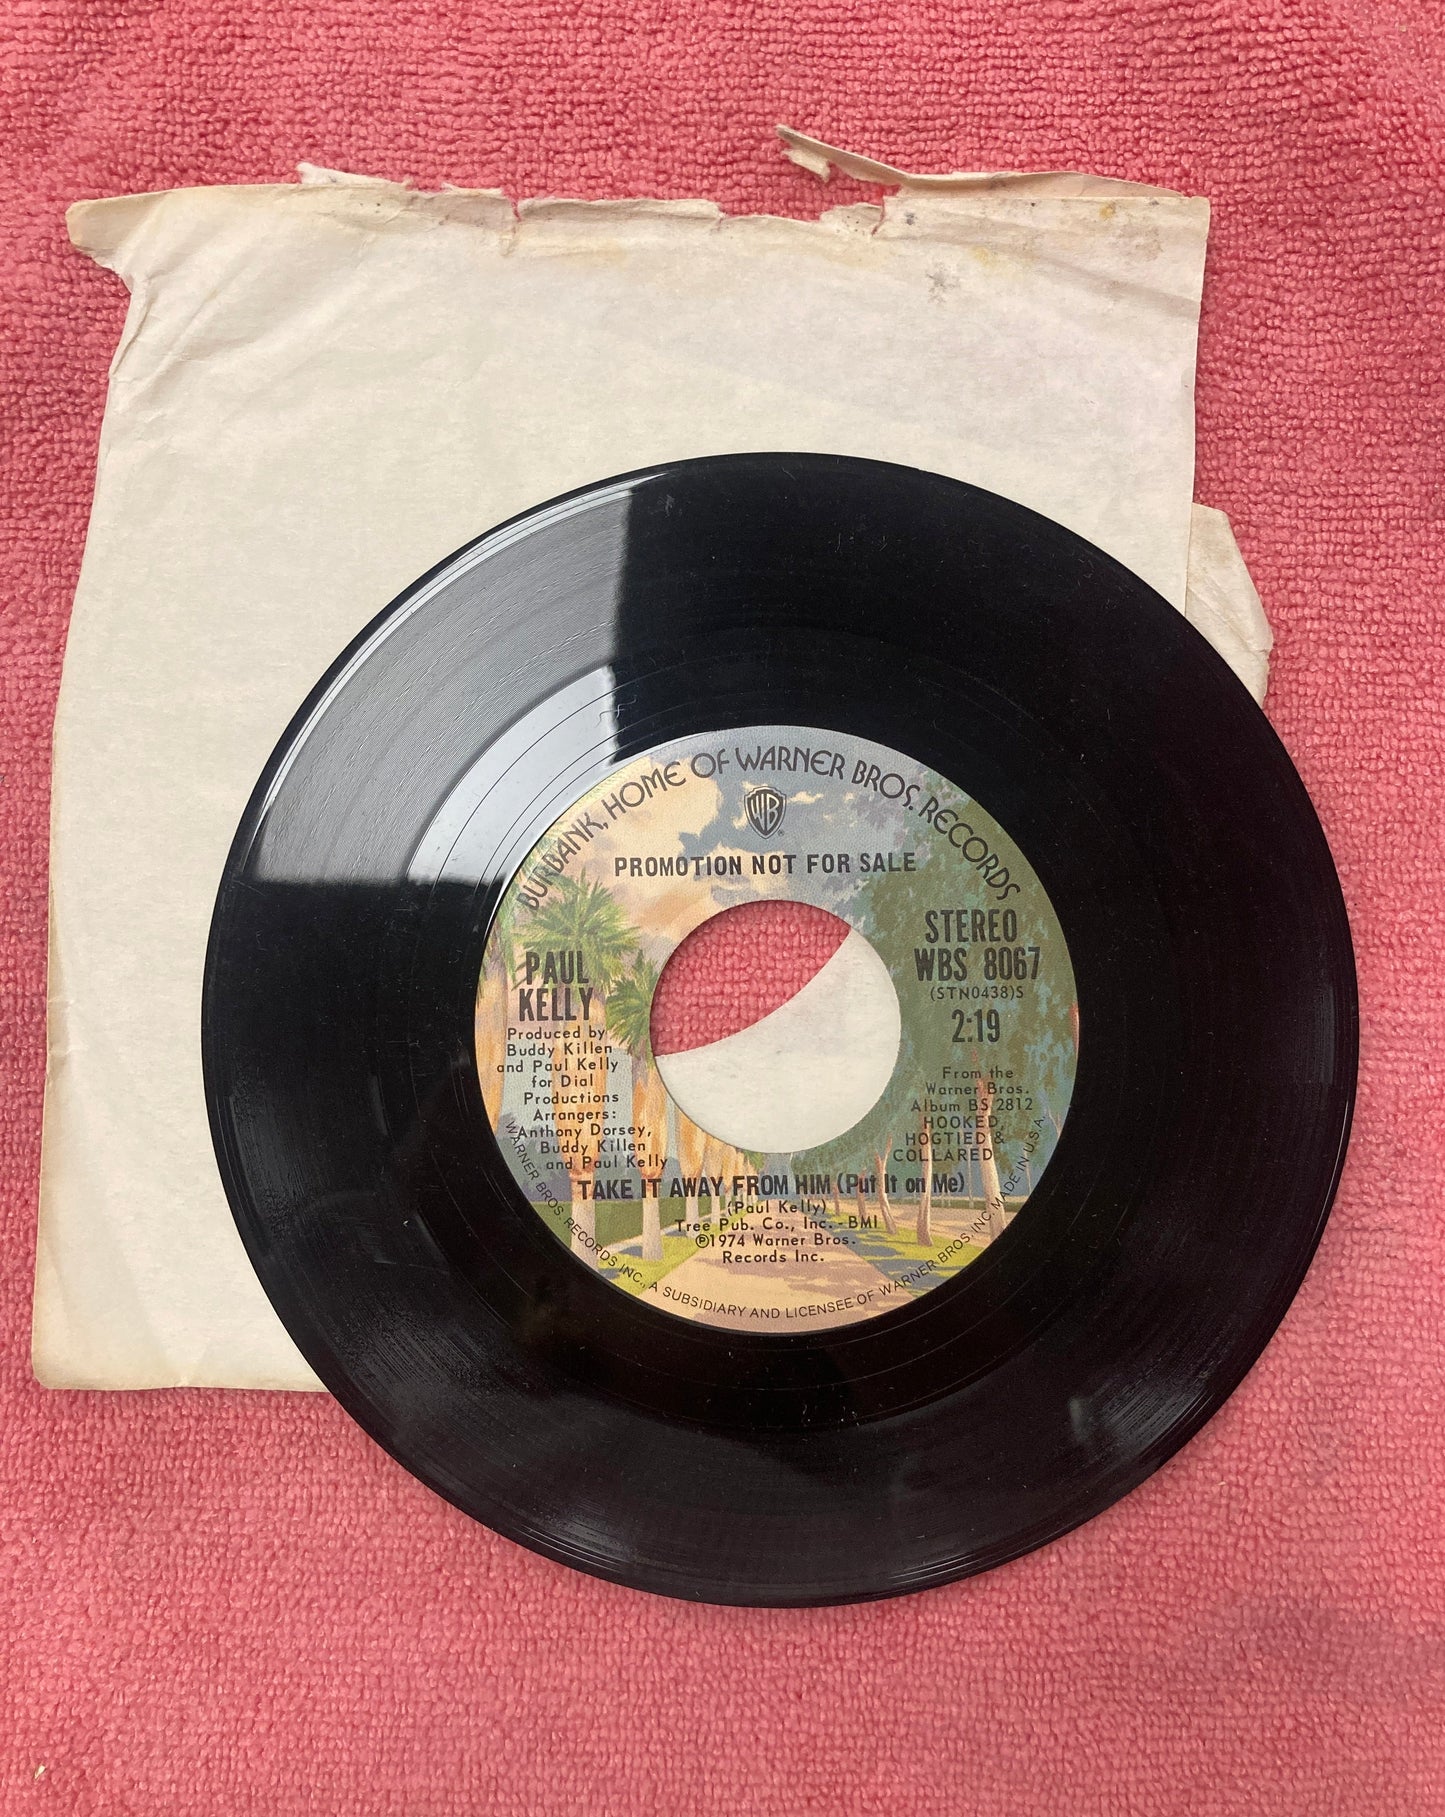 BURBANK, HOME OF WARNER BROS. RECORDS
WB
®
PROMOTION NOT FOR SALE
PAUL
KELLY
Produced by
Buddy Killen
and Paul Kelly
for Dial
Productions
Arrangers:
Anthony Dorsey,
Buddy Killen
and Paul Kelly
STEREO
WBS 8067
(STN0438)S
2:19
From the
Warner Bros.
Album BS 2812
HOOKED,
HOGTIED &
COLLARED
TAKE IT AWAY FROM HIM (Put It on Me)
(Paul Kelly)
Tree Pub. Co., Inc. - BMI
℗1974 Warner Bros.
Records Inc.
WARNER BROS. RECORDS INC., A SUBSIDIARY AND LICENSEE OF WARNER BROS. INC. MADE IN U.S.A.